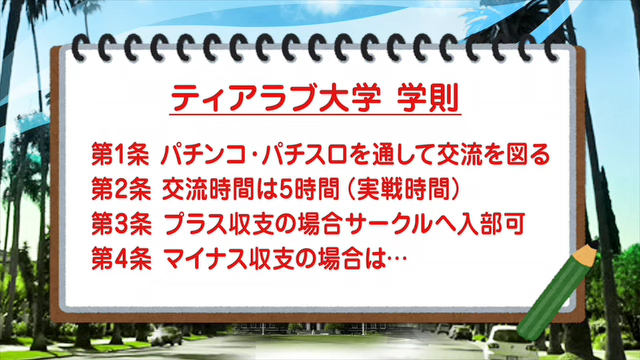 ティアラブ大学 学則
第1条 パチンコ・パチスロを通して交流を図る
第2条 交流時間は5時間（実戦時間）
第3条 プラス収支の場合サークルへ入部可
第4条 マイナス収支の場合は…